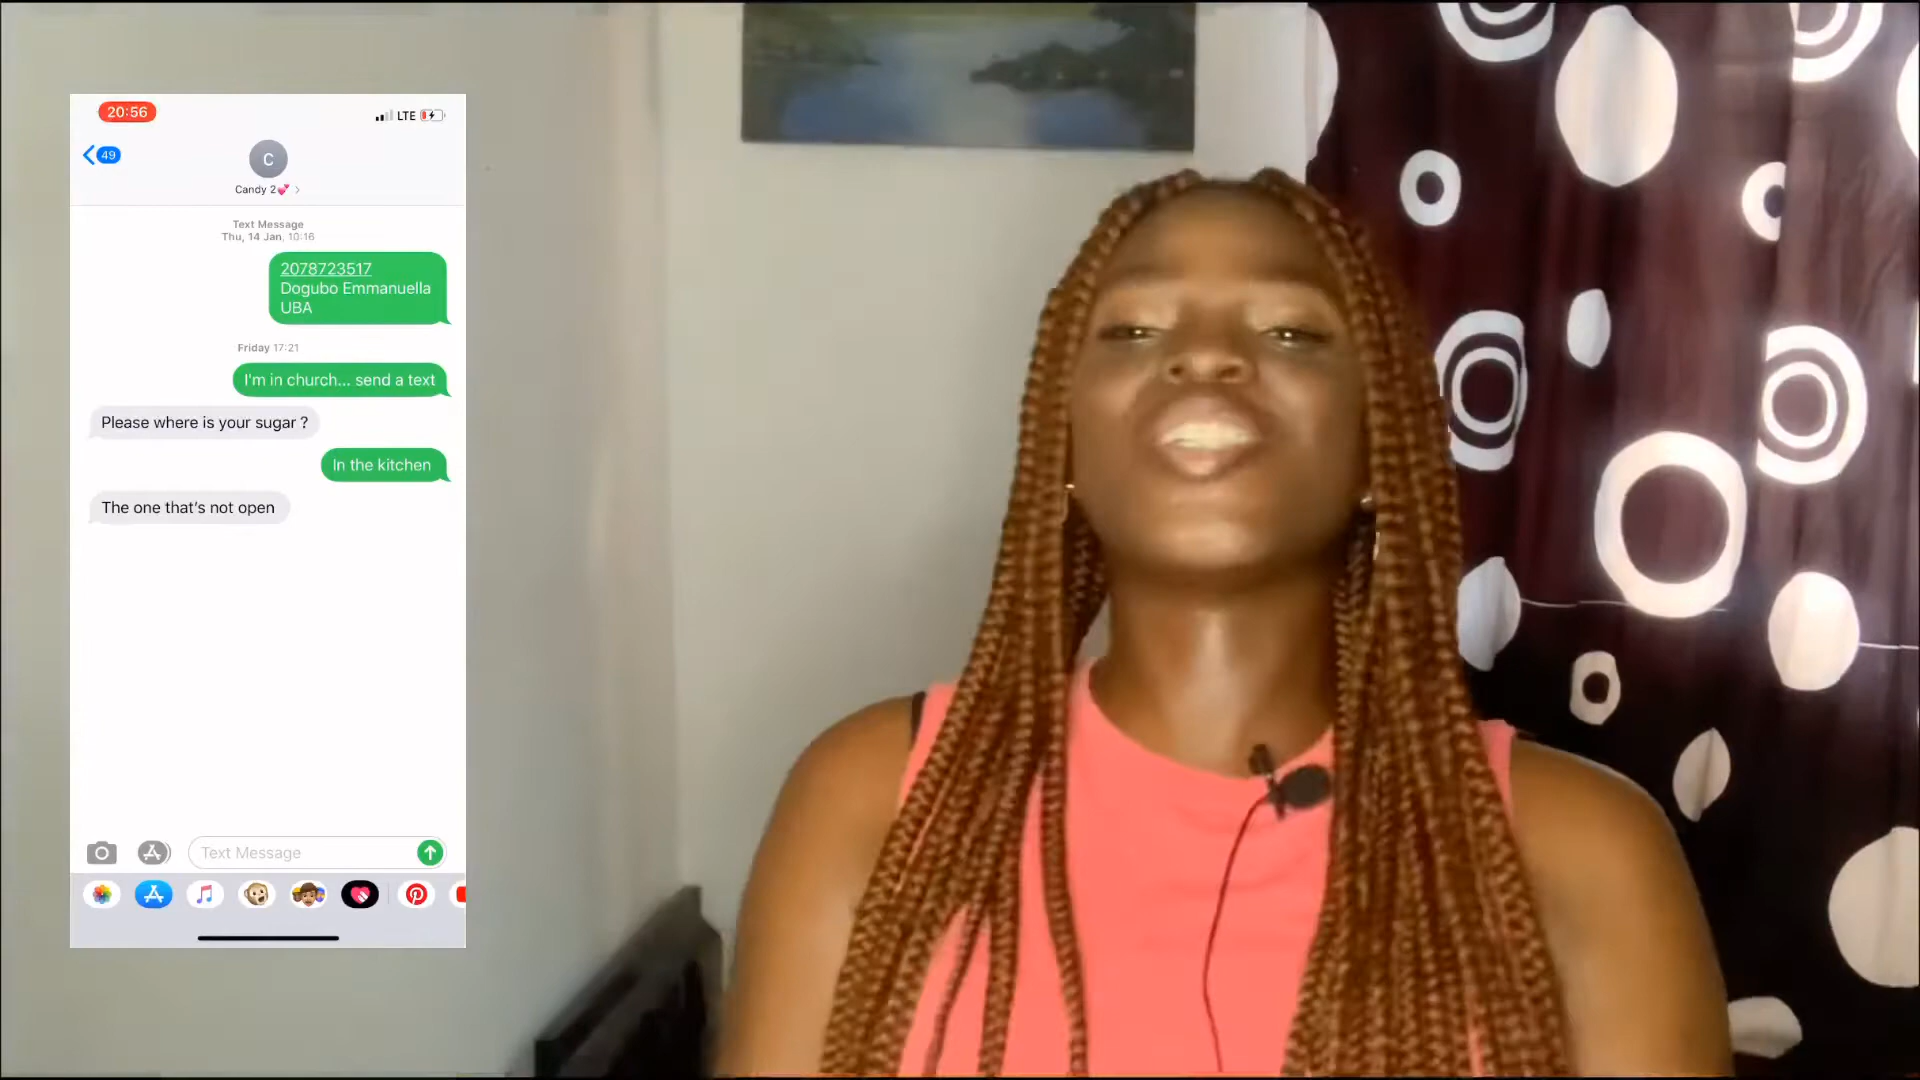 20:56
LTE
49
C
Candy 2💕
Text Message
Thu, 14 Jan, 10:16
2078723517
Dogubo Emmanuella
UBA
Friday 17:21
I'm in church... send a text
Please where is your sugar ?
In the kitchen
The one that's not open
Text Message